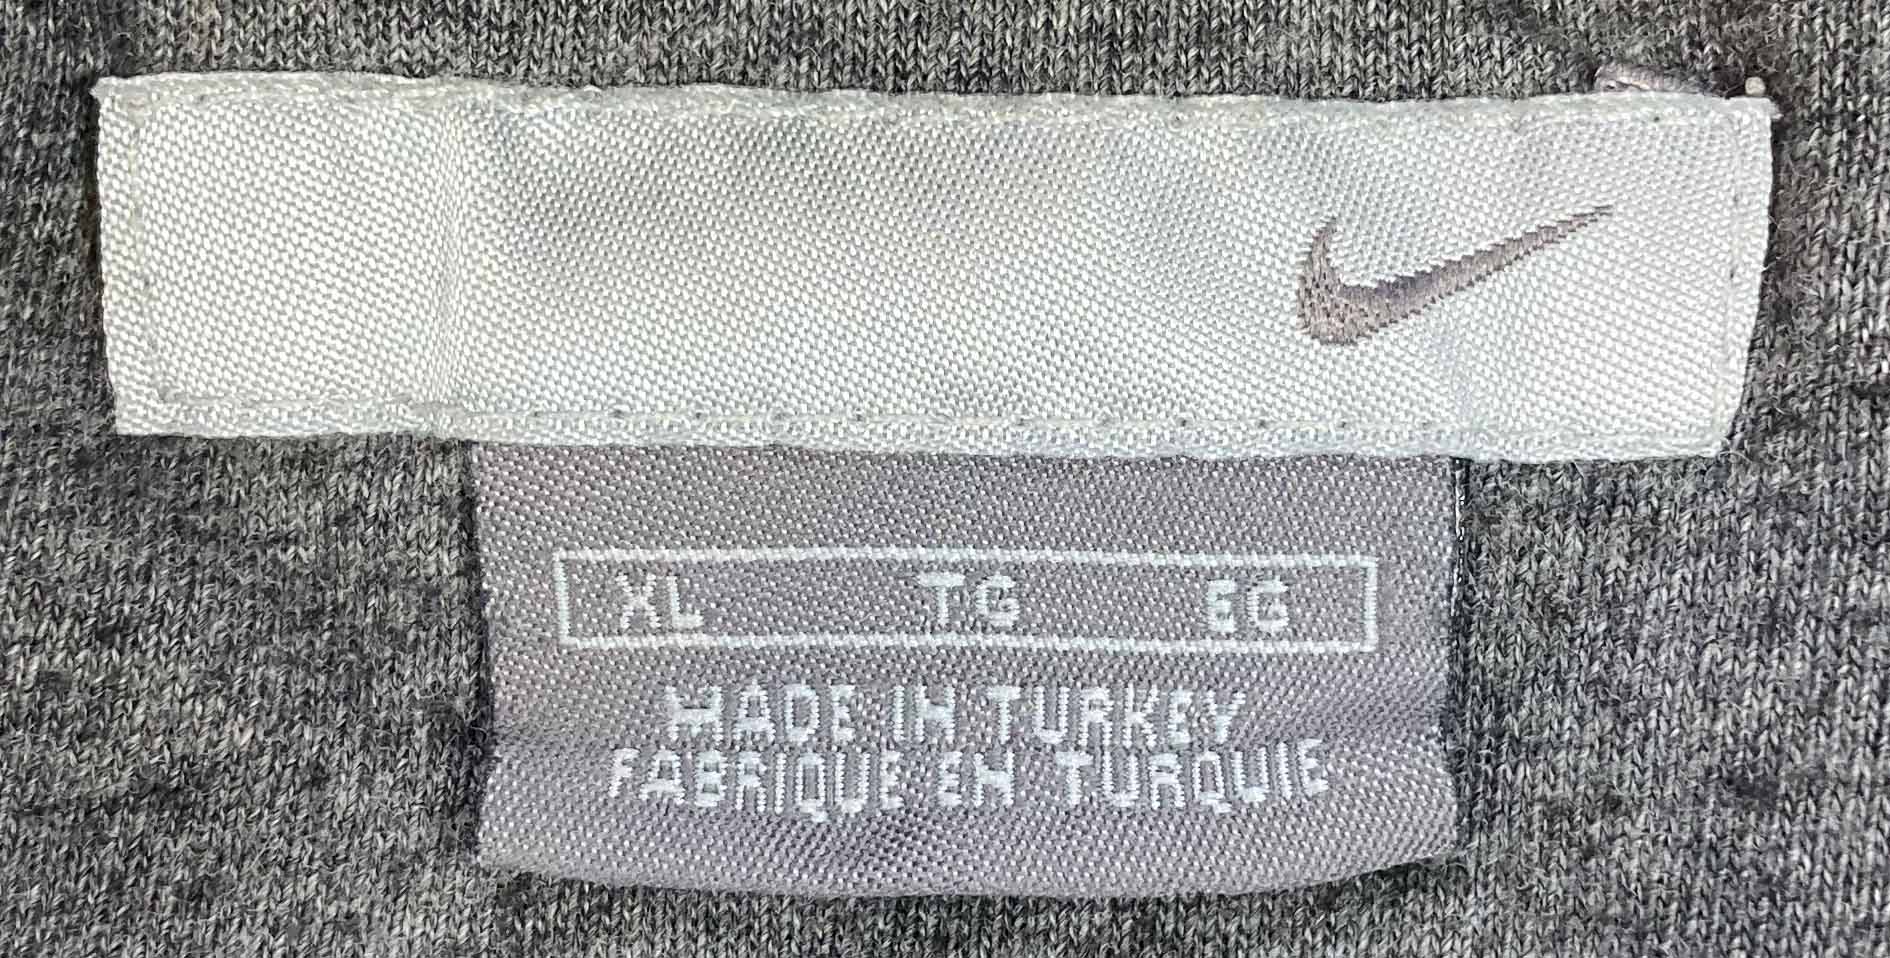 XL TG EG
MADE IN TURKEY
FABRIQUE EN TURQUIE